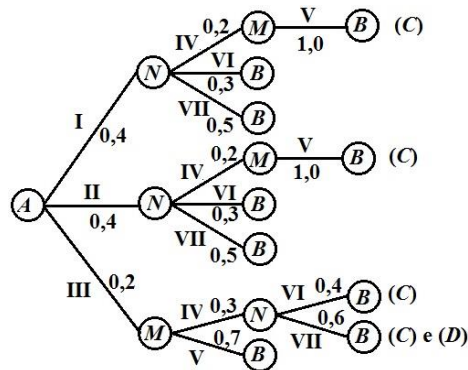 IV 0,2 M V 1,0 B (C)
I 0,4 N VI 0,3 B
VII 0,5 B
IV 0,2 M V 1,0 B (C)
A II 0,4 N VI 0,3 B
VII 0,5 B
III 0,2 M IV 0,3 N VI 0,4 B (C)
VII 0,6 B (C) e (D)
V 0,7 B